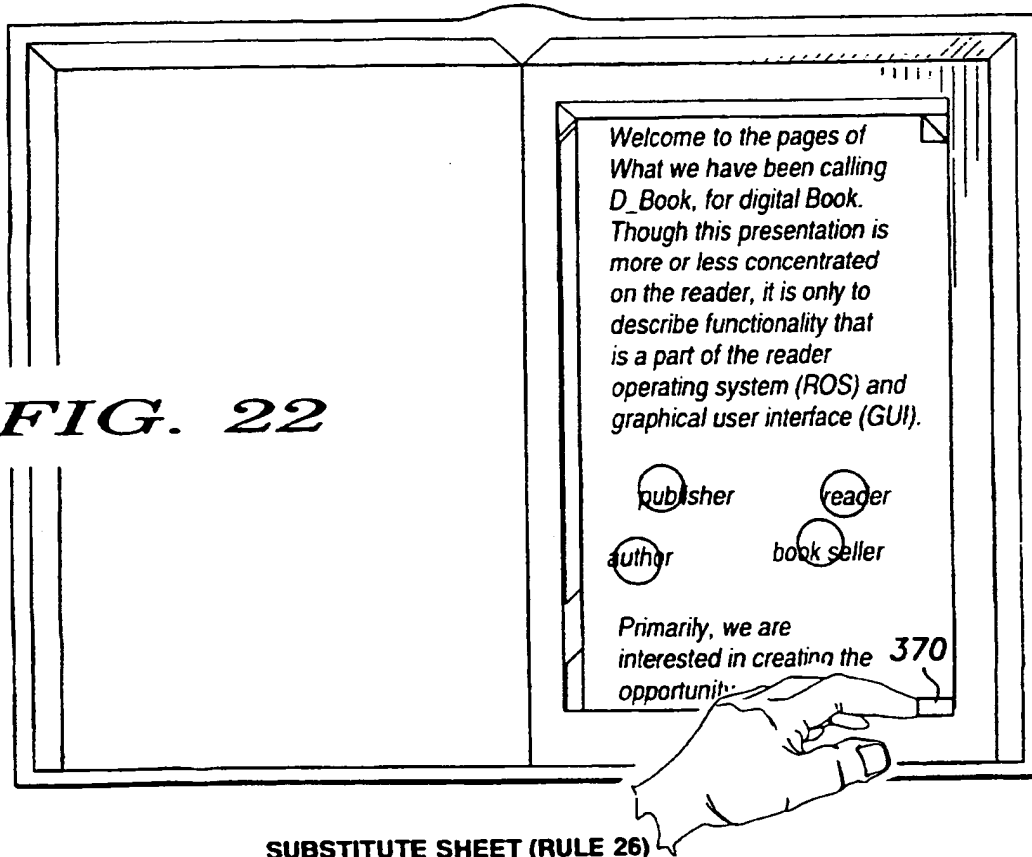 Welcome to the pages of
What we have been calling
D_Book, for digital Book.
Though this presentation is
more or less concentrated
on the reader, it is only to
describe functionality that
is a part of the reader
operating system (ROS) and
graphical user interface (GUI).
FIG. 22
publisher reader
author book seller
Primarily, we are
interested in creating the 370
opportunity
SUBSTITUTE SHEET (RULE 26)